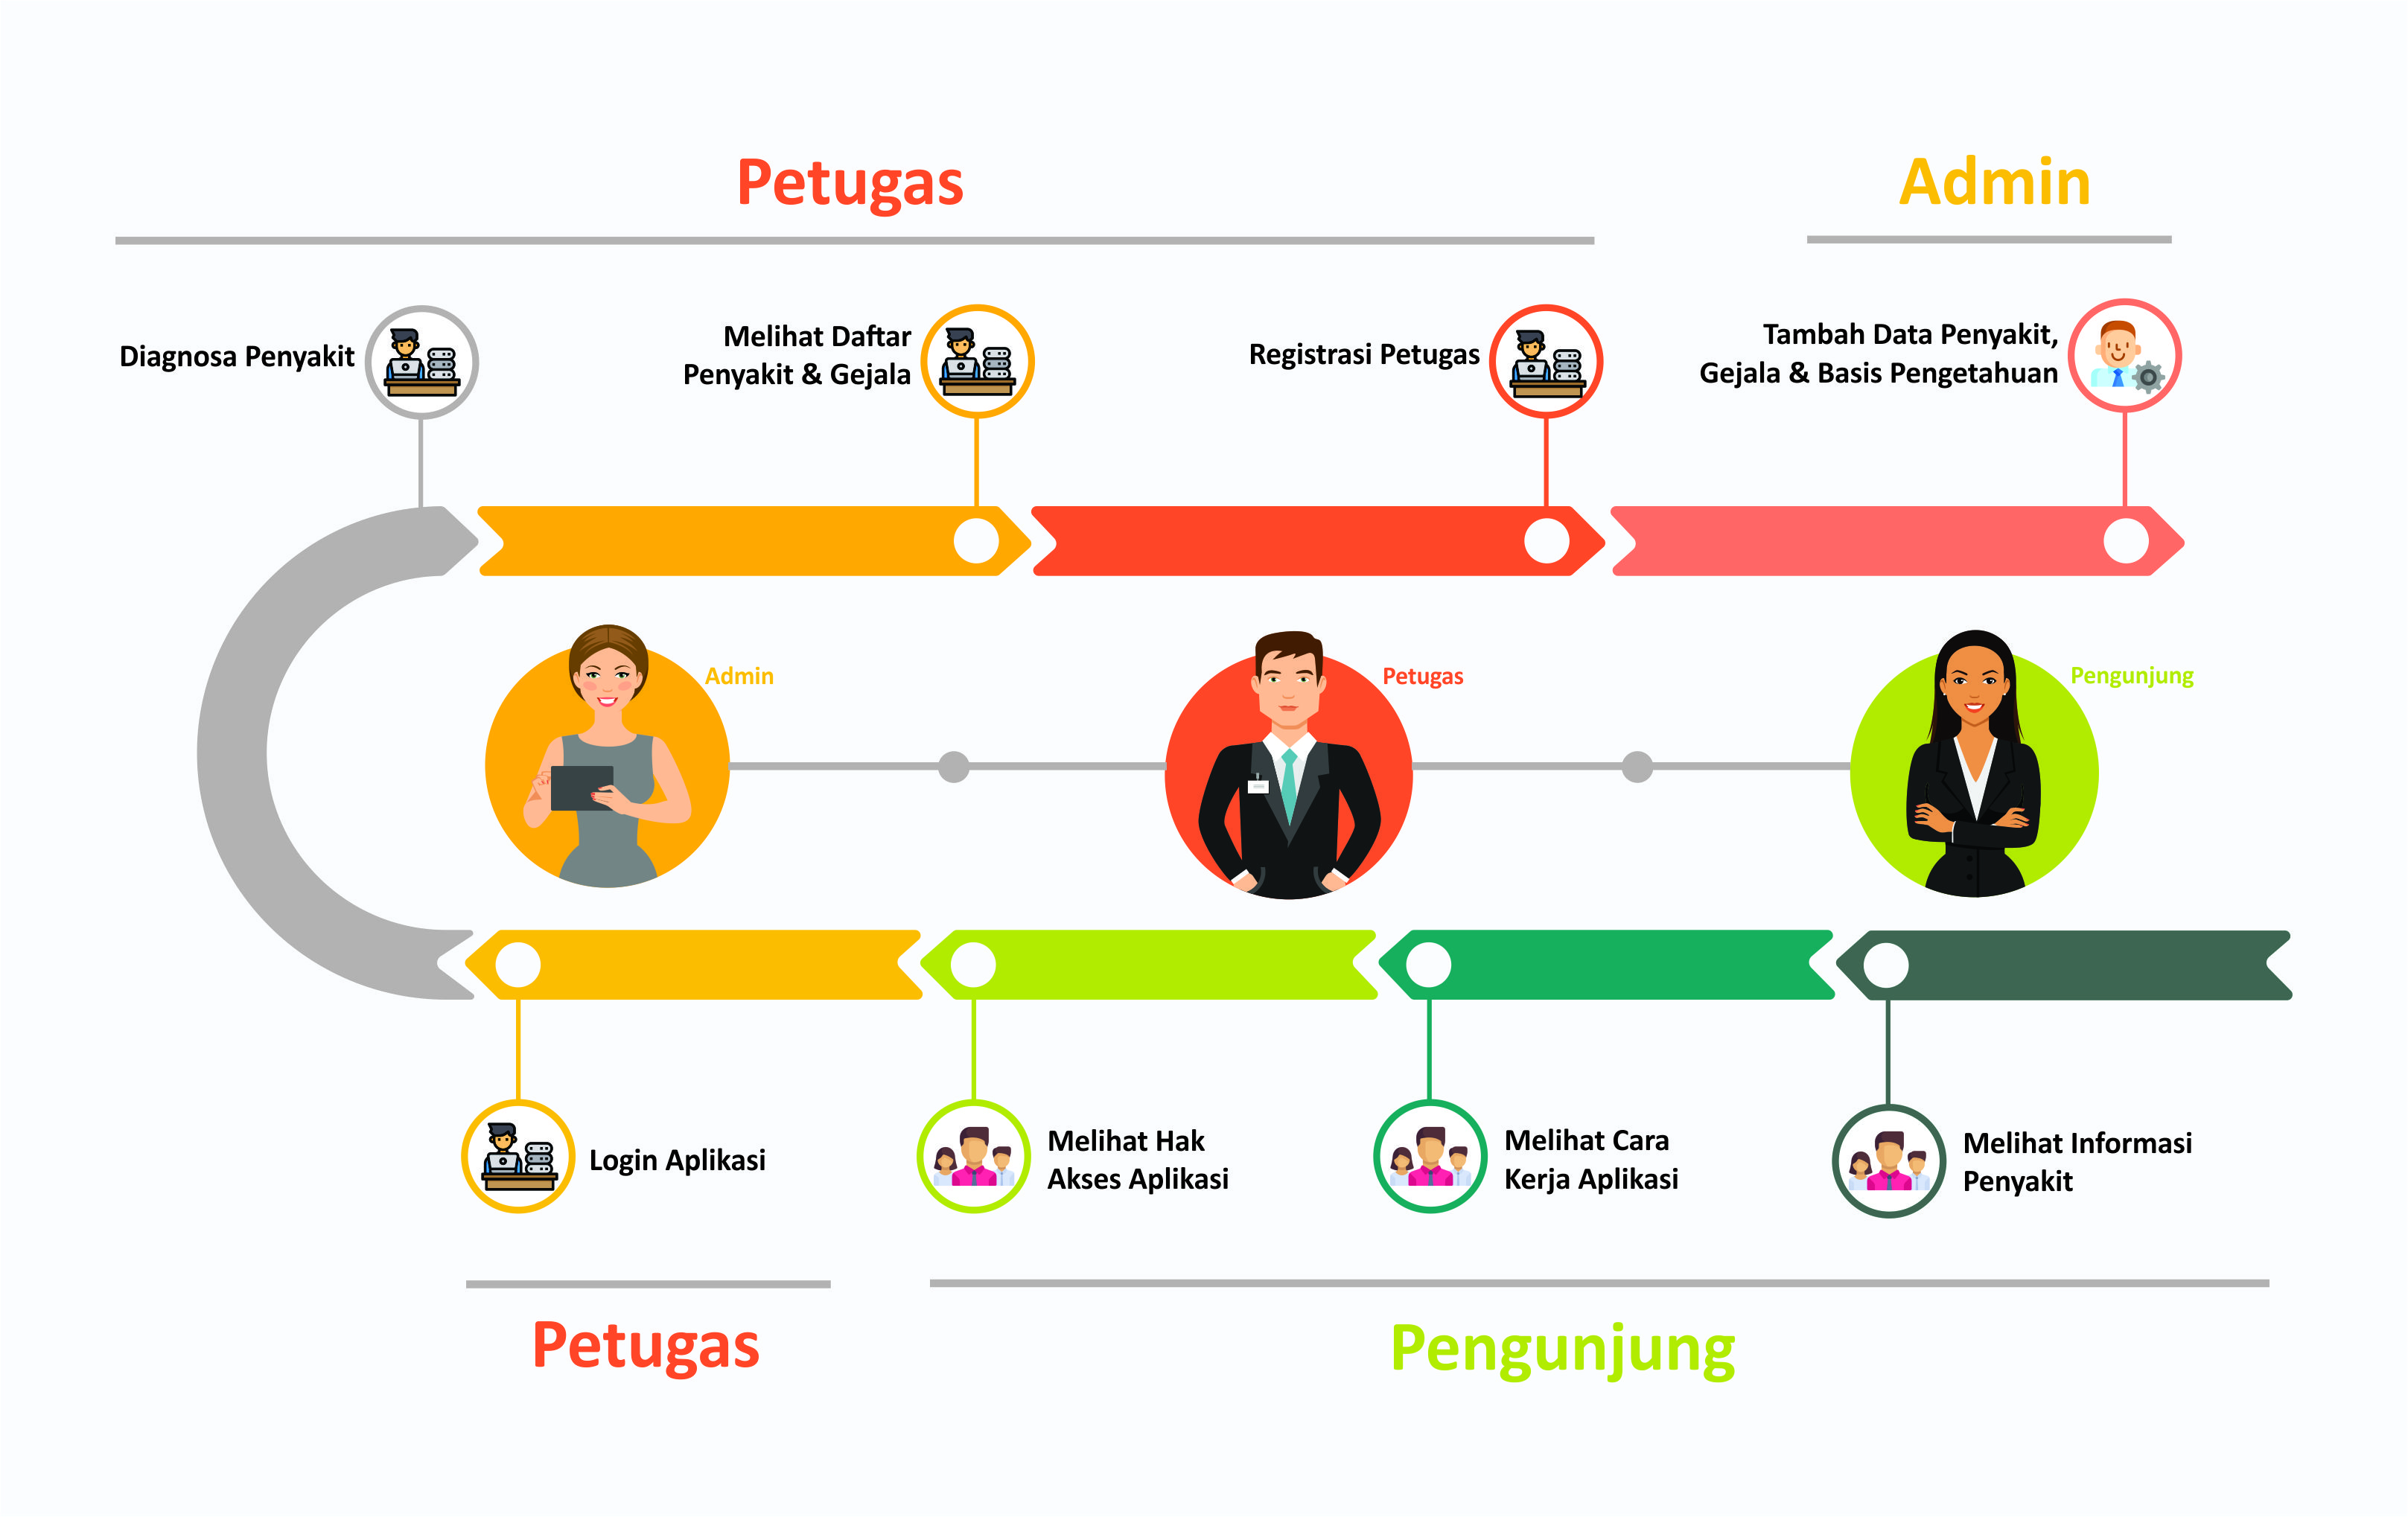 Petugas
Admin
Diagnosa Penyakit
Melihat Daftar
Penyakit & Gejala
Registrasi Petugas
Tambah Data Penyakit,
Gejala & Basis Pengetahuan
Admin
Petugas
Pengunjung
Login Aplikasi
Melihat Hak
Akses Aplikasi
Melihat Cara
Kerja Aplikasi
Melihat Informasi
Penyakit
Petugas
Pengunjung